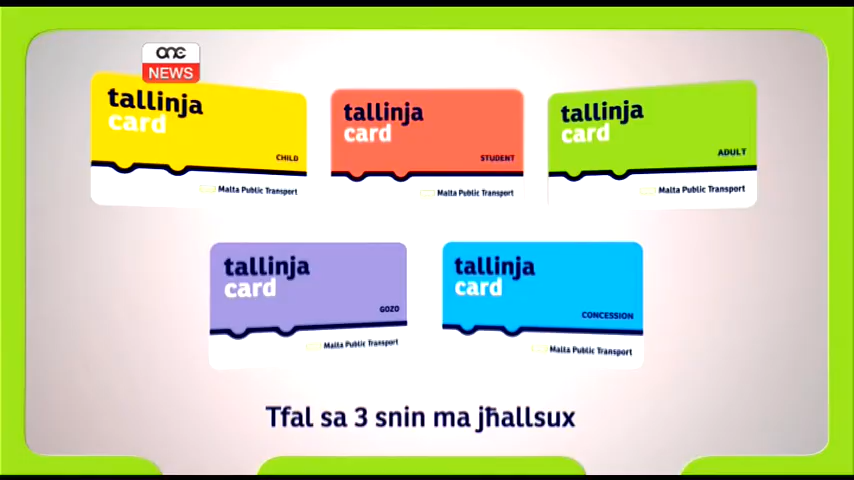 one
NEWS
tallinja
card
CHILD
Malta Public Transport
tallinja
card
STUDENT
Malta Public Transport
tallinja
card
ADULT
Malta Public Transport
tallinja
card
GOZO
Malta Public Transport
tallinja
card
CONCESSION
Malta Public Transport
Tfal sa 3 snin ma jħallsux